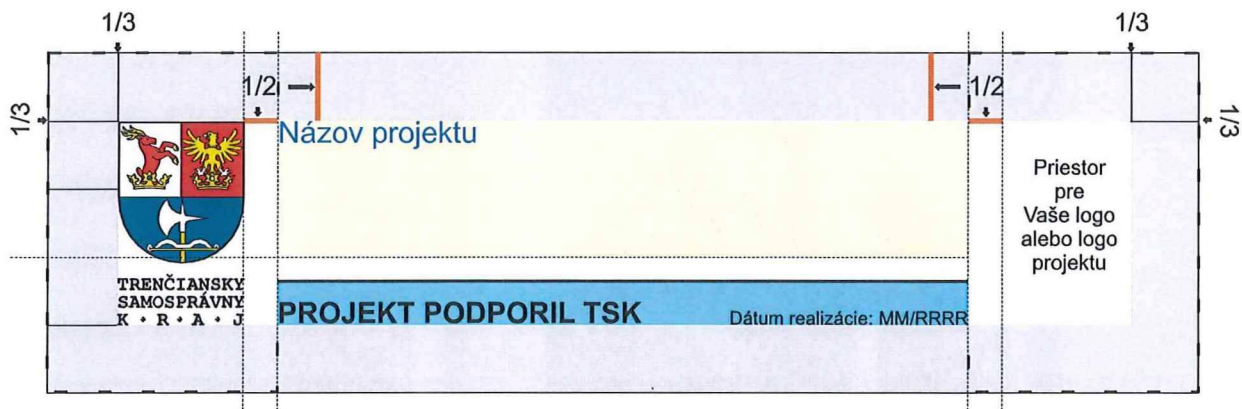 1/3
1/3
1/2
1/2
1/3
1/3
Názov projektu
Priestor
pre
Vaše logo
alebo logo
projektu
TRENČIANSKY
SAMOSPRÁVNY
K · R · A · J
PROJEKT PODPORIL TSK
Dátum realizácie: MM/RRRR